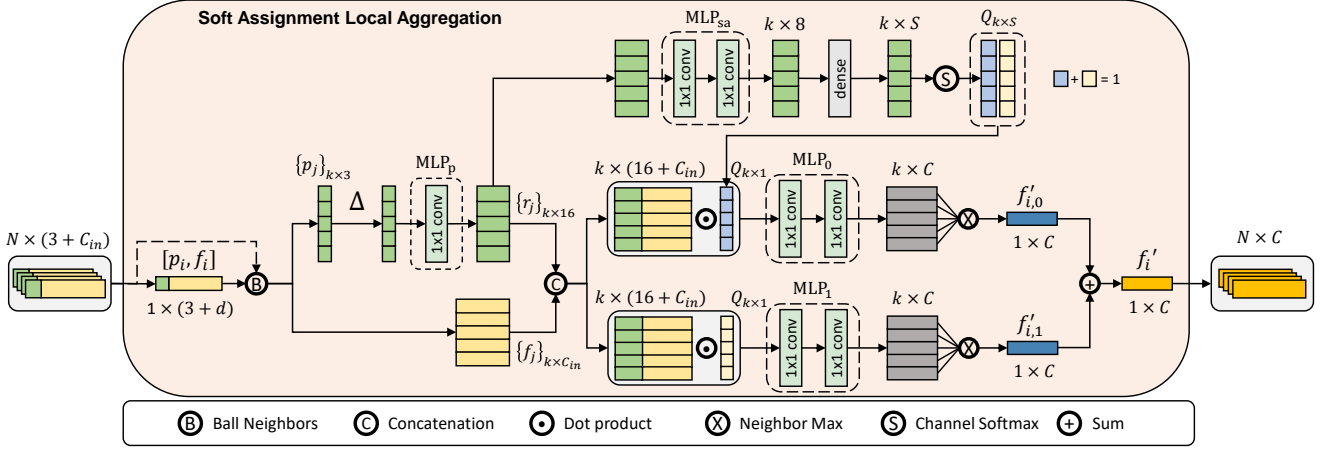 Soft Assignment Local Aggregation
MLP_sa
k × 8
k × S
Q_{k×S}
1x1 conv
1x1 conv
dense
S
+ = 1
{p_j}_{k×3}
Δ
MLP_p
1x1 conv
{r_j}_{k×16}
k × (16 + C_in)
Q_{k×1}
MLP_0
1x1 conv
1x1 conv
k × C
X
f'_{i,0}
1 × C
N × (3 + C_in)
[p_i, f_i]
1 × (3 + d)
B
C
{f_j}_{k×C_in}
k × (16 + C_in)
Q_{k×1}
MLP_1
1x1 conv
1x1 conv
k × C
X
f'_{i,1}
1 × C
+
f_i'
1 × C
N × C
B Ball Neighbors
C Concatenation
Dot product
X Neighbor Max
S Channel Softmax
+ Sum